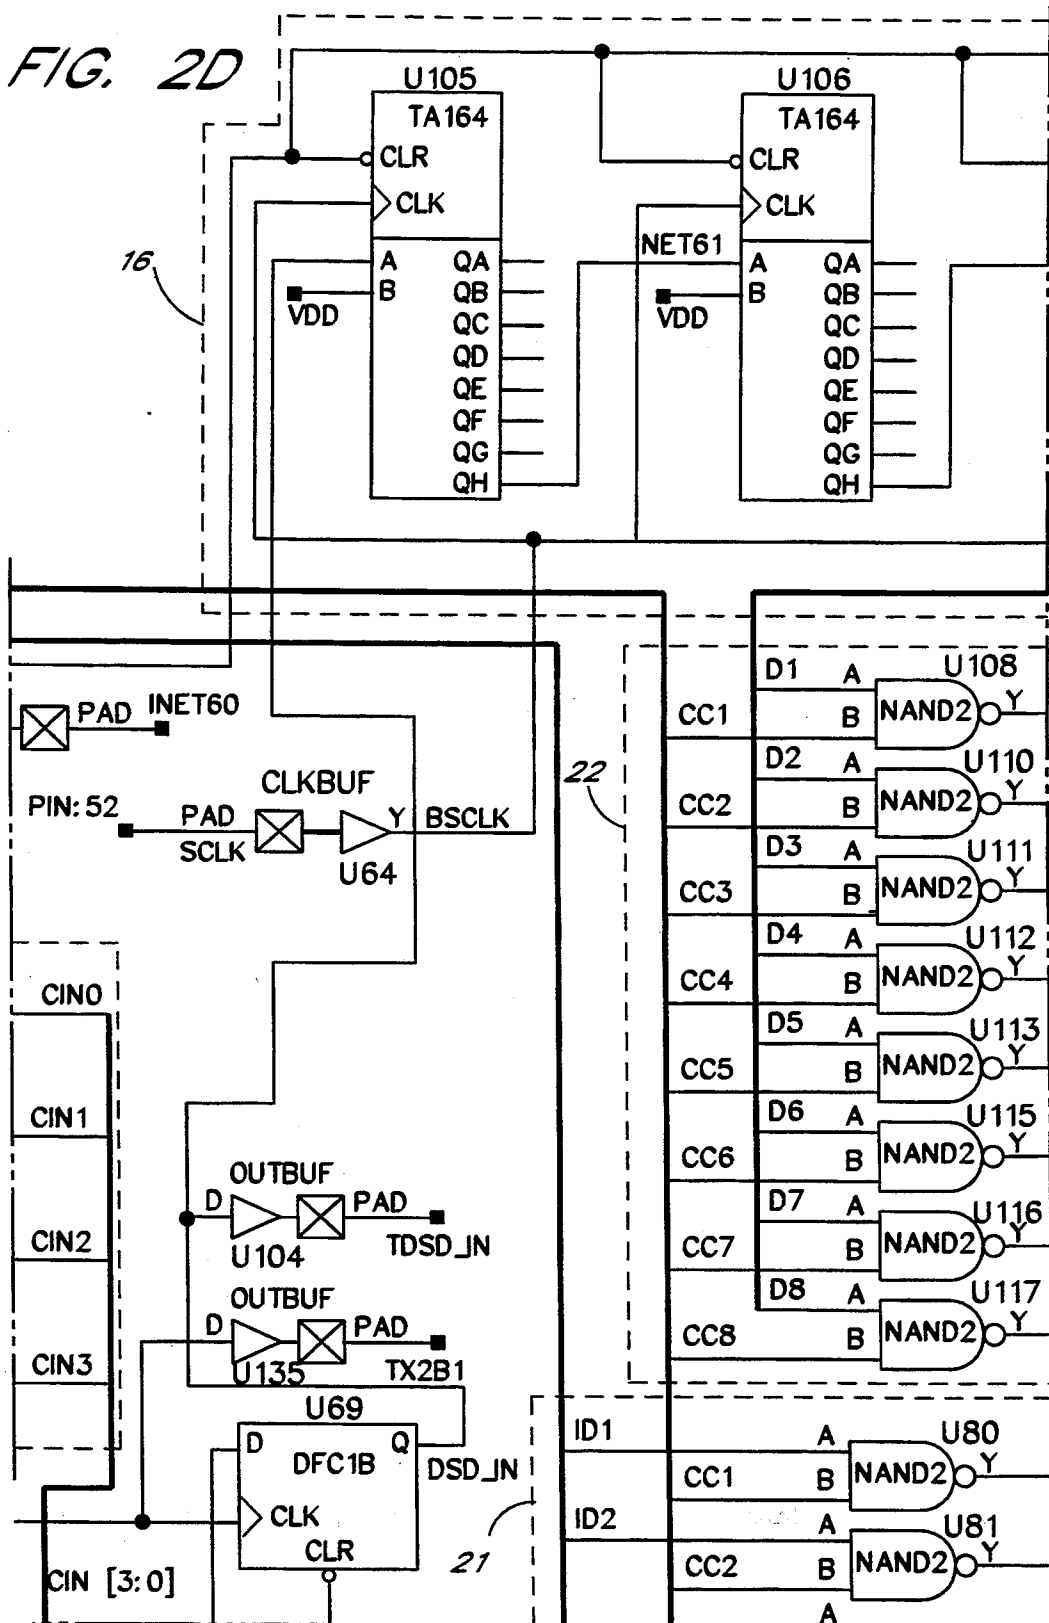 FIG. 2D
U105
TA164
CLR
CLK
A
B
QA
QB
QC
QD
QE
QF
QG
QH
VDD
16
U106
TA164
CLR
CLK
NET61
A
B
QA
QB
QC
QD
QE
QF
QG
QH
VDD
PAD
INET60
PIN: 52
PAD
SCLK
CLKBUF
Y
U64
BSCLK
22
D1
A
U108
CC1
B
NAND2
Y
D2
A
U110
CC2
B
NAND2
Y
D3
A
U111
CC3
B
NAND2
Y
D4
A
U112
CC4
B
NAND2
Y
D5
A
U113
CC5
B
NAND2
Y
D6
A
U115
CC6
B
NAND2
Y
D7
A
U116
CC7
B
NAND2
Y
D8
A
U117
CC8
B
NAND2
Y
CIN0
CIN1
CIN2
CIN3
OUTBUF
D
PAD
U104
TDSD_IN
OUTBUF
D
PAD
U135
TX2B1
U69
D
Q
DFC1B
DSD_IN
CLK
CLR
CIN [3:0]
21
ID1
A
U80
CC1
B
NAND2
Y
ID2
A
U81
CC2
B
NAND2
Y
A